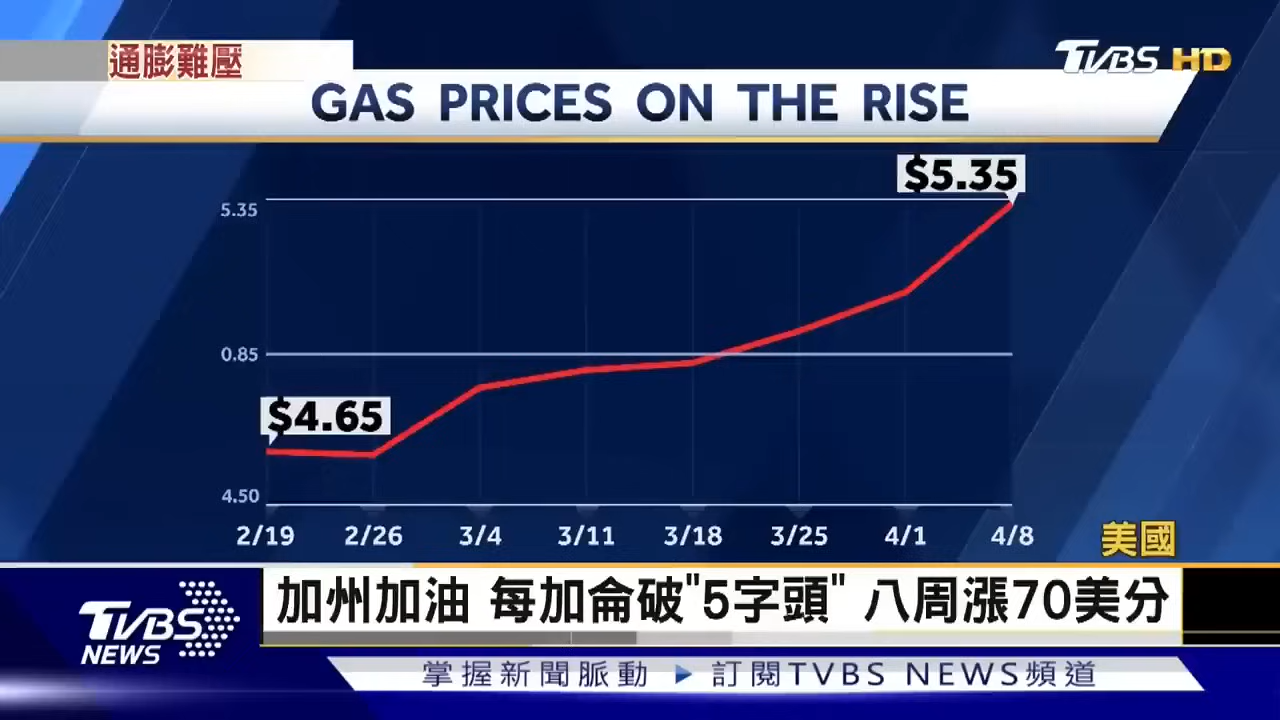 通膨難壓
TVBS HD
GAS PRICES ON THE RISE
$5.35
5.35
0.85
$4.65
4.50
2/19 2/26 3/4 3/11 3/18 3/25 4/1 4/8
美國
加州加油 每加侖破"5字頭" 八周漲70美分
TVBS NEWS
掌握新聞脈動 ▶ 訂閱TVBS NEWS頻道